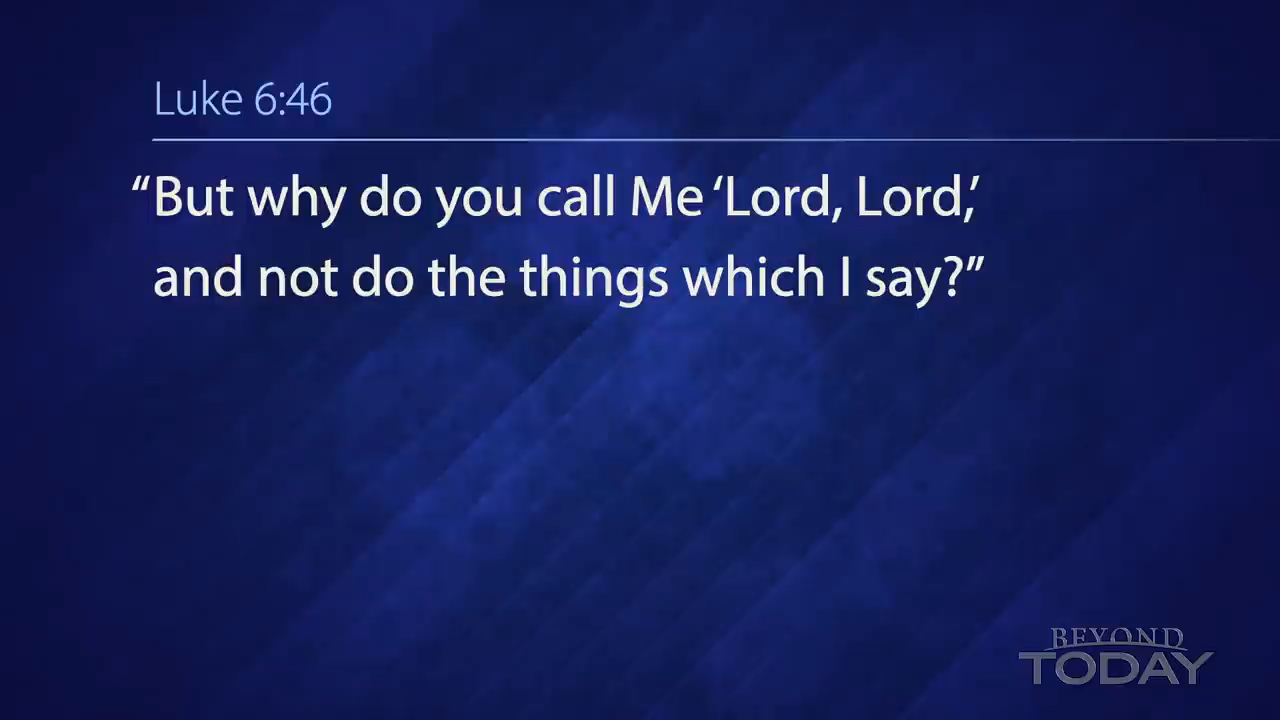 Luke 6:46
“But why do you call Me ‘Lord, Lord,’
and not do the things which I say?”
BEYOND
TODAY